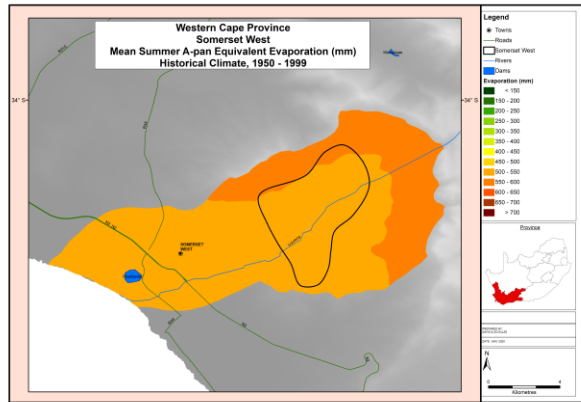 Western Cape Province
Somerset West
Mean Summer A-pan Equivalent Evaporation (mm)
Historical Climate, 1950 - 1999
34° S
34° S
SOMERSET
WEST
N2
Legend
Towns
Roads
Somerset West
Rivers
Dams
Evaporation (mm)
< 150
150 - 200
200 - 250
250 - 300
300 - 350
350 - 400
400 - 450
450 - 500
500 - 550
550 - 600
600 - 650
650 - 700
> 700
Province
N
Kilometres